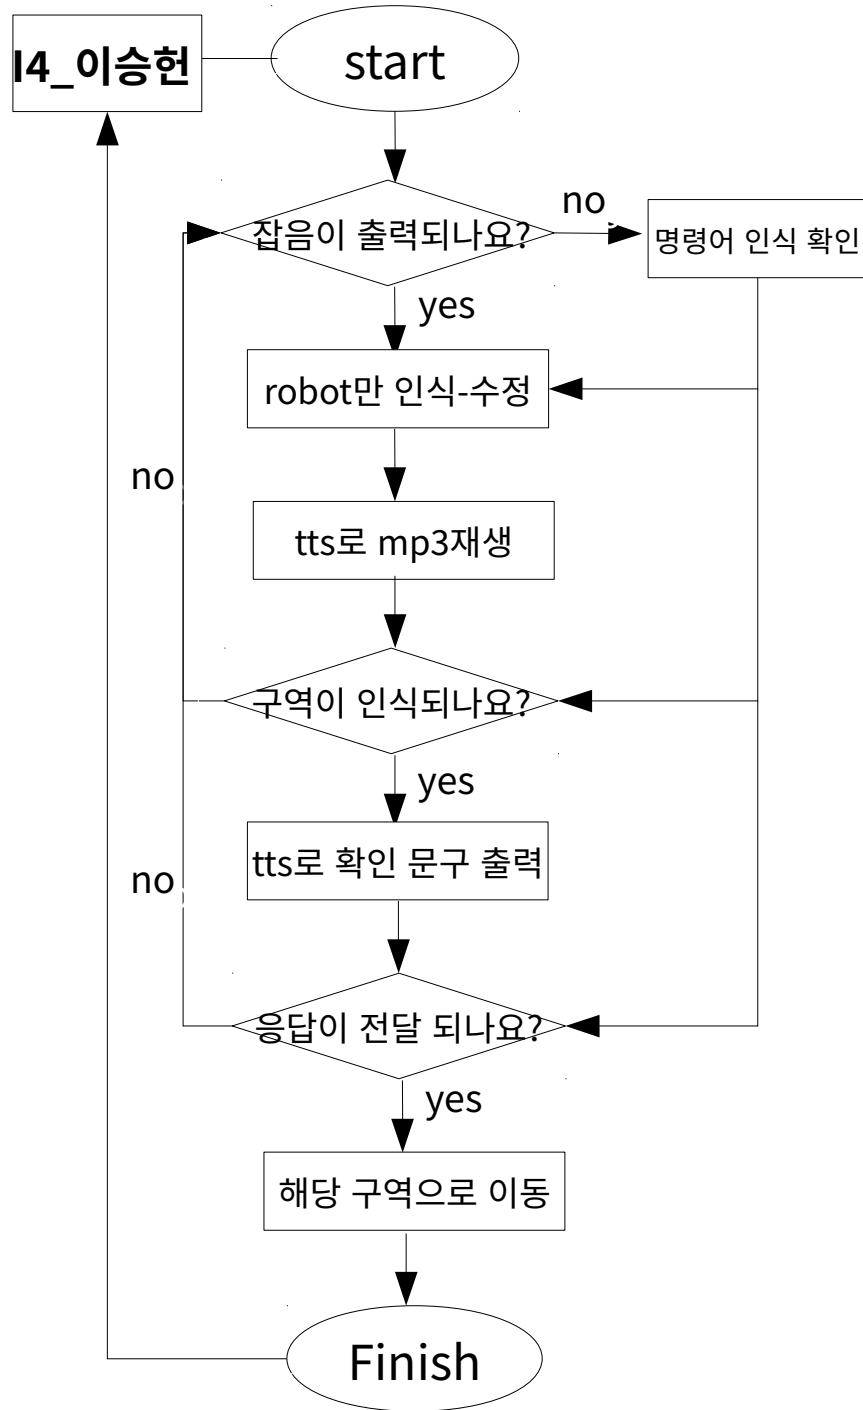 I4_이승헌
start
잡음이 출력되나요?
no
명령어 인식 확인
yes
robot만 인식-수정
no
tts로 mp3재생
구역이 인식되나요?
yes
tts로 확인 문구 출력
no
응답이 전달 되나요?
yes
해당 구역으로 이동
Finish